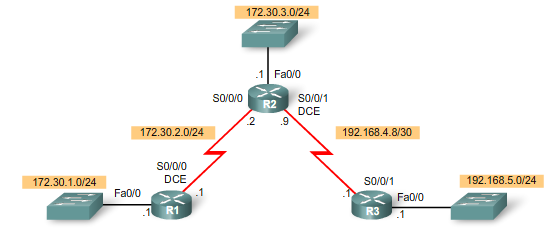 172.30.3.0/24
.1
Fa0/0
S0/0/0
R2
S0/0/1
DCE
.2
.9
172.30.2.0/24
192.168.4.8/30
S0/0/0
DCE
172.30.1.0/24
Fa0/0
.1
R1
.1
S0/0/1
.1
R3
Fa0/0
.1
192.168.5.0/24